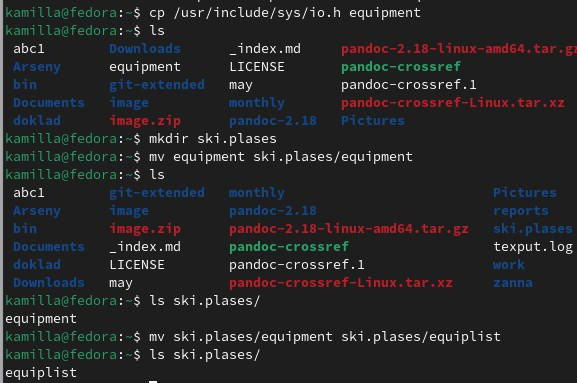 kamilla@fedora:~$ cp /usr/include/sys/io.h equipment
kamilla@fedora:~$ ls
abc1 Downloads _index.md pandoc-2.18-linux-amd64.tar.gz
Arseny equipment LICENSE pandoc-crossref
bin git-extended may pandoc-crossref.1
Documents image monthly pandoc-crossref-Linux.tar.xz
doklad image.zip pandoc-2.18 Pictures
kamilla@fedora:~$ mkdir ski.plases
kamilla@fedora:~$ mv equipment ski.plases/equipment
kamilla@fedora:~$ ls
abc1 git-extended monthly Pictures
Arseny image pandoc-2.18 reports
bin image.zip pandoc-2.18-linux-amd64.tar.gz ski.plases
Documents _index.md pandoc-crossref texput.log
doklad LICENSE pandoc-crossref.1 work
Downloads may pandoc-crossref-Linux.tar.xz zanna
kamilla@fedora:~$ ls ski.plases/
equipment
kamilla@fedora:~$ mv ski.plases/equipment ski.plases/equiplist
kamilla@fedora:~$ ls ski.plases/
equiplist